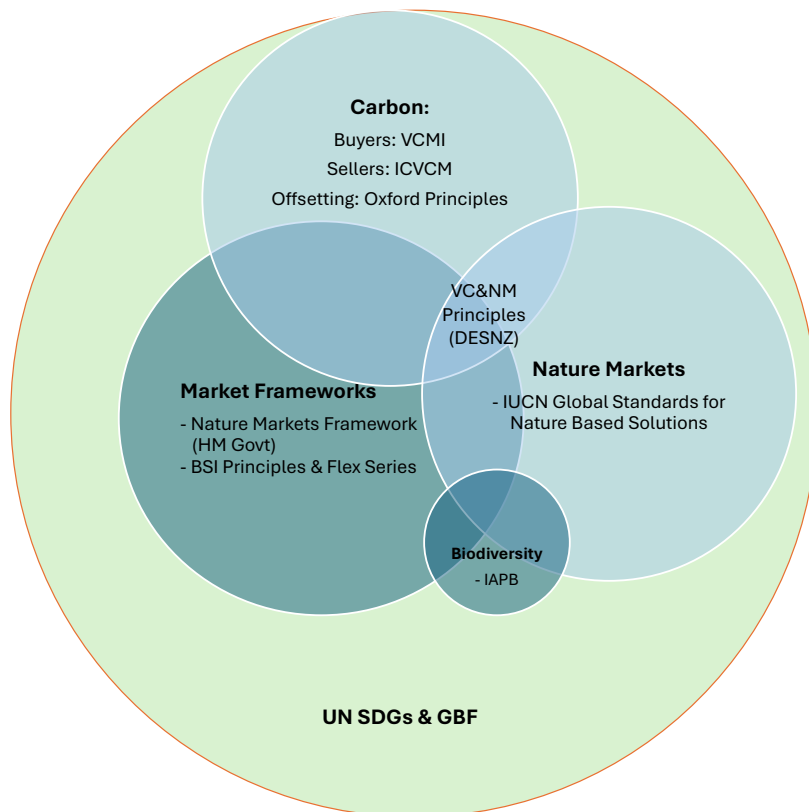 Carbon:
Buyers: VCMI
Sellers: ICVCM
Offsetting: Oxford Principles
VC&NM
Principles
(DESNZ)
Nature Markets
- IUCN Global Standards for
Nature Based Solutions
Market Frameworks
- Nature Markets Framework
(HM Govt)
- BSI Principles & Flex Series
Biodiversity
- IAPB
UN SDGs & GBF